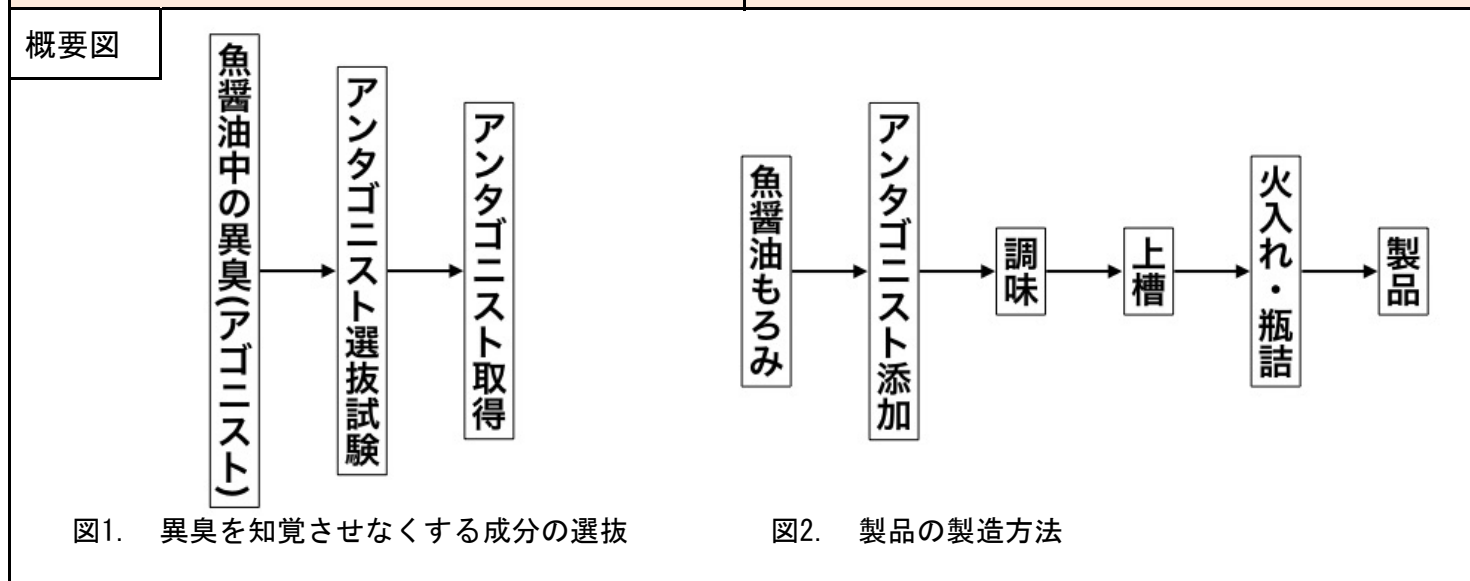 概要図
魚醤油中の異臭(アゴニスト)
アンタゴニスト選抜試験
アンタゴニスト取得
魚醤油もろみ
アンタゴニスト添加
調味
上槽
火入れ・瓶詰
製品
図1. 異臭を知覚させなくする成分の選抜
図2. 製品の製造方法